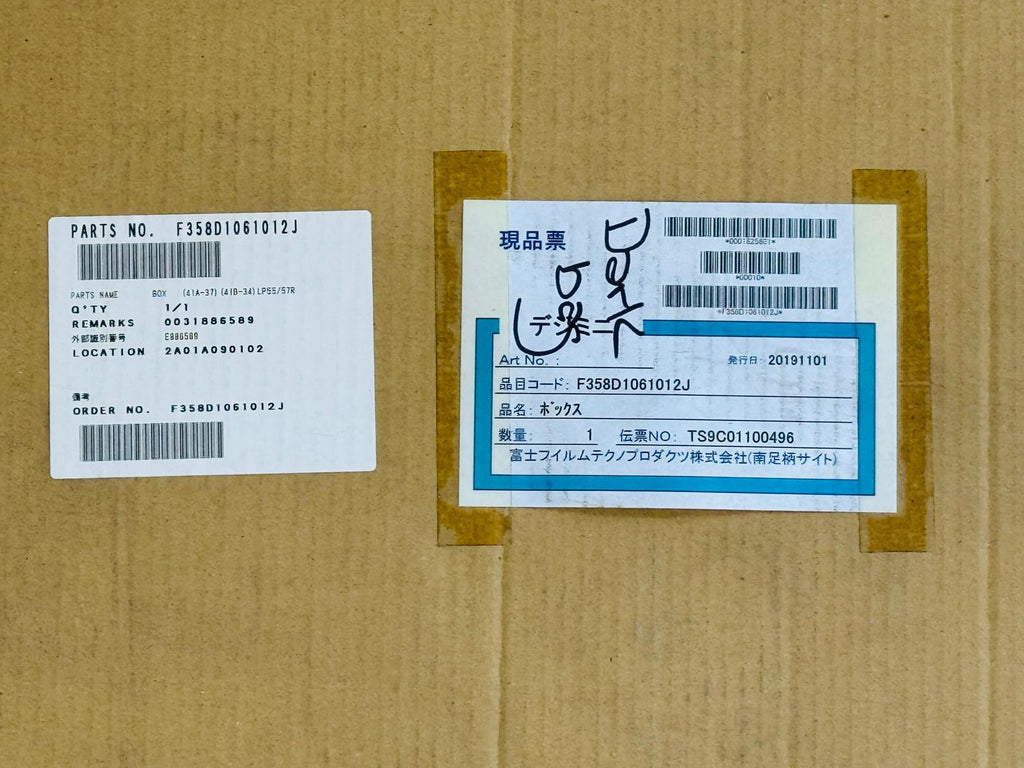 PARTS NO. F358D1061012J
PARTS NAME BOX (41A-37)(41B-34)LP55/57R
Q'TY 1/1
REMARKS 0031886589
外部識別番号 E886589
LOCATION 2A01A090102
備考
ORDER NO. F358D1061012J
現品票
*00010*
*F358D1061012J*
Art No. :
発行日: 20191101
品目コード: F358D1061012J
品名: ボックス
数量: 1 伝票NO: TS9C01100496
富士フイルムテクノプロダクツ株式会社(南足柄サイト)